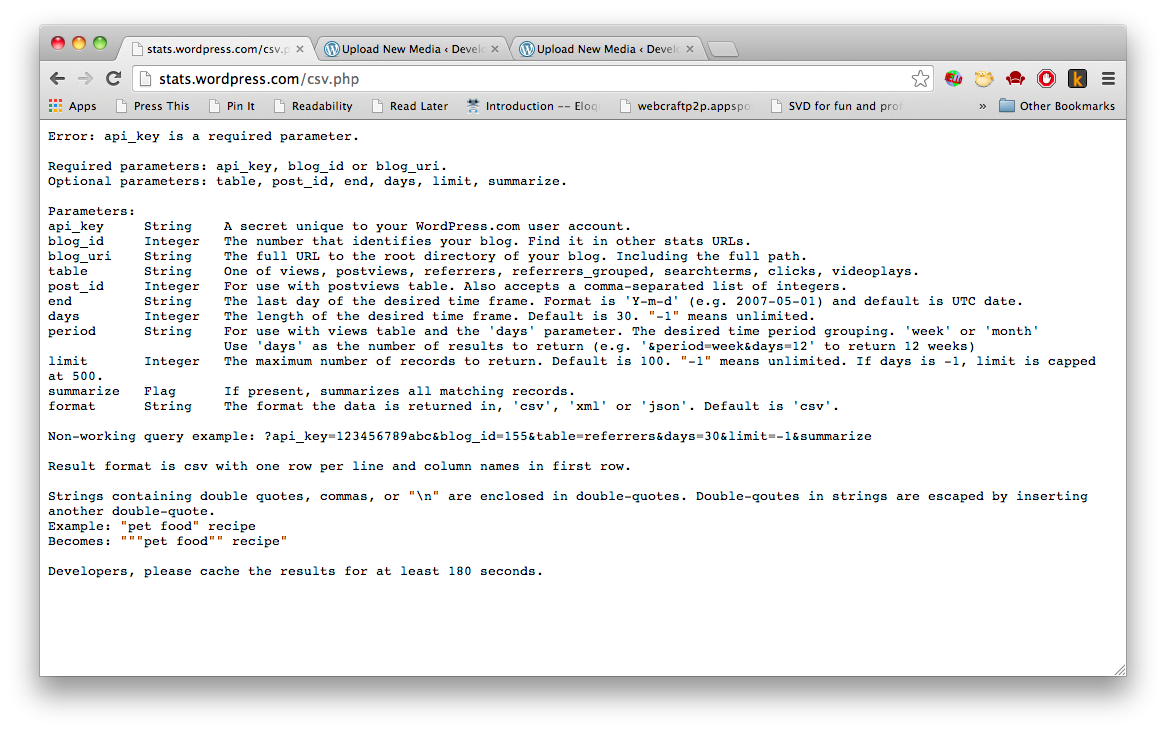 stats.wordpress.com/csv.p
Upload New Media ‹ Develo
Upload New Media ‹ Develo
stats.wordpress.com/csv.php
Apps Press This Pin It Readability Read Later Introduction -- Eloq webcraftp2p.appspo SVD for fun and prof » Other Bookmarks
Error: api_key is a required parameter.
Required parameters: api_key, blog_id or blog_uri.
Optional parameters: table, post_id, end, days, limit, summarize.
Parameters:
api_key String A secret unique to your WordPress.com user account.
blog_id Integer The number that identifies your blog. Find it in other stats URLs.
blog_uri String The full URL to the root directory of your blog. Including the full path.
table String One of views, postviews, referrers, referrers_grouped, searchterms, clicks, videoplays.
post_id Integer For use with postviews table. Also accepts a comma-separated list of integers.
end String The last day of the desired time frame. Format is 'Y-m-d' (e.g. 2007-05-01) and default is UTC date.
days Integer The length of the desired time frame. Default is 30. "-1" means unlimited.
period String For use with views table and the 'days' parameter. The desired time period grouping. 'week' or 'month'
Use 'days' as the number of results to return (e.g. '&period=week&days=12' to return 12 weeks)
limit Integer The maximum number of records to return. Default is 100. "-1" means unlimited. If days is -1, limit is capped
at 500.
summarize Flag If present, summarizes all matching records.
format String The format the data is returned in, 'csv', 'xml' or 'json'. Default is 'csv'.
Non-working query example: ?api_key=123456789abc&blog_id=155&table=referrers&days=30&limit=-1&summarize
Result format is csv with one row per line and column names in first row.
Strings containing double quotes, commas, or "\n" are enclosed in double-quotes. Double-qoutes in strings are escaped by inserting
another double-quote.
Example: "pet food" recipe
Becomes: """pet food"" recipe"
Developers, please cache the results for at least 180 seconds.